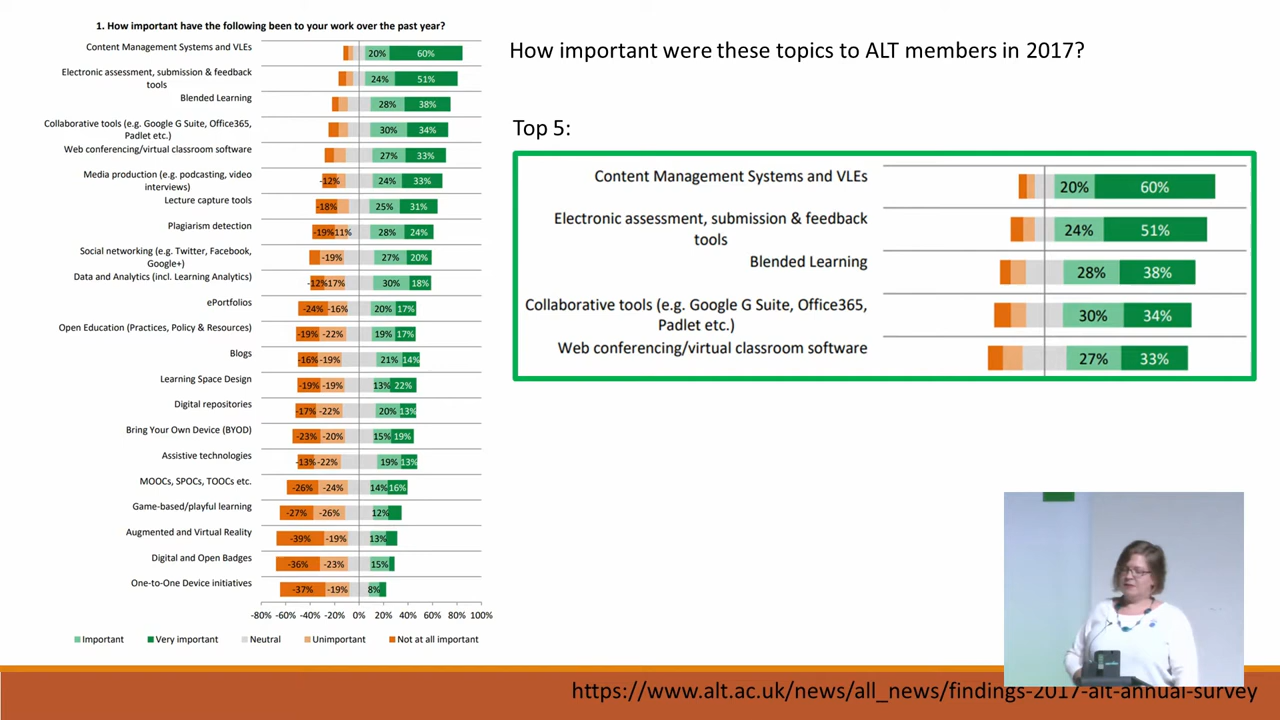 1. How important have the following been to your work over the past year?
Content Management Systems and VLEs
20% 60%
Electronic assessment, submission & feedback
tools
24% 51%
Blended Learning
28% 38%
Collaborative tools (e.g. Google G Suite, Office365,
Padlet etc.)
30% 34%
Web conferencing/virtual classroom software
27% 33%
Media production (e.g. podcasting, video
interviews)
-12% 24% 33%
Lecture capture tools
-18% 25% 31%
Plagiarism detection
-19% 11% 28% 24%
Social networking (e.g. Twitter, Facebook,
Google+)
-19% 27% 20%
Data and Analytics (incl. Learning Analytics)
-12% 17% 30% 18%
ePortfolios
-24% -16% 20% 17%
Open Education (Practices, Policy & Resources)
-19% -22% 19% 17%
Blogs
-16% -19% 21% 14%
Learning Space Design
-19% -19% 13% 22%
Digital repositories
-17% -22% 20% 13%
Bring Your Own Device (BYOD)
-23% -20% 15% 19%
Assistive technologies
-13% -22% 19% 13%
MOOCs, SPOCs, TOOCs etc.
-26% -24% 14% 16%
Game-based/playful learning
-27% -26% 12%
Augmented and Virtual Reality
-39% -19% 13%
Digital and Open Badges
-36% -23% 15%
One-to-One Device initiatives
-37% -19% 8%
-80% -60% -40% -20% 0% 20% 40% 60% 80% 100%
Important Very important Neutral Unimportant Not at all important
How important were these topics to ALT members in 2017?
Top 5:
Content Management Systems and VLEs
20% 60%
Electronic assessment, submission & feedback
tools
24% 51%
Blended Learning
28% 38%
Collaborative tools (e.g. Google G Suite, Office365,
Padlet etc.)
30% 34%
Web conferencing/virtual classroom software
27% 33%
https://www.alt.ac.uk/news/all_news/findings-2017-alt-annual-survey